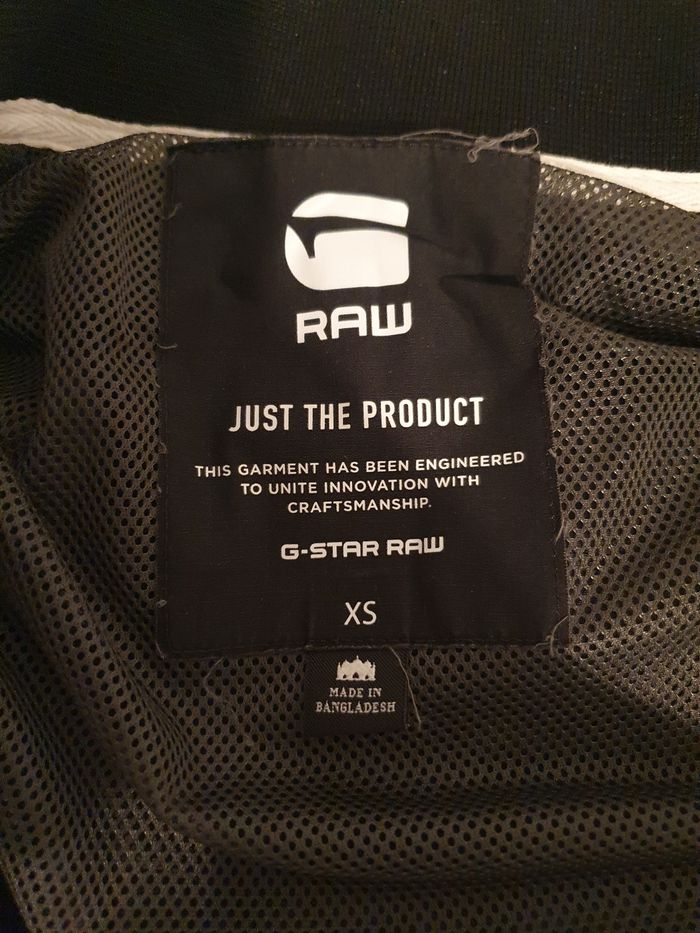 RAW
JUST THE PRODUCT
THIS GARMENT HAS BEEN ENGINEERED
TO UNITE INNOVATION WITH
CRAFTSMANSHIP.
G-STAR RAW
XS
MADE IN
BANGLADESH